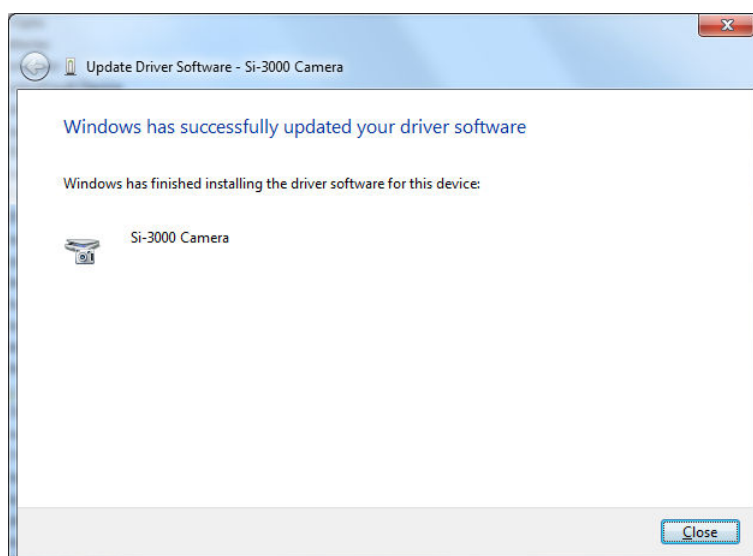 Update Driver Software - Si-3000 Camera
Windows has successfully updated your driver software
Windows has finished installing the driver software for this device:
Si-3000 Camera
Close